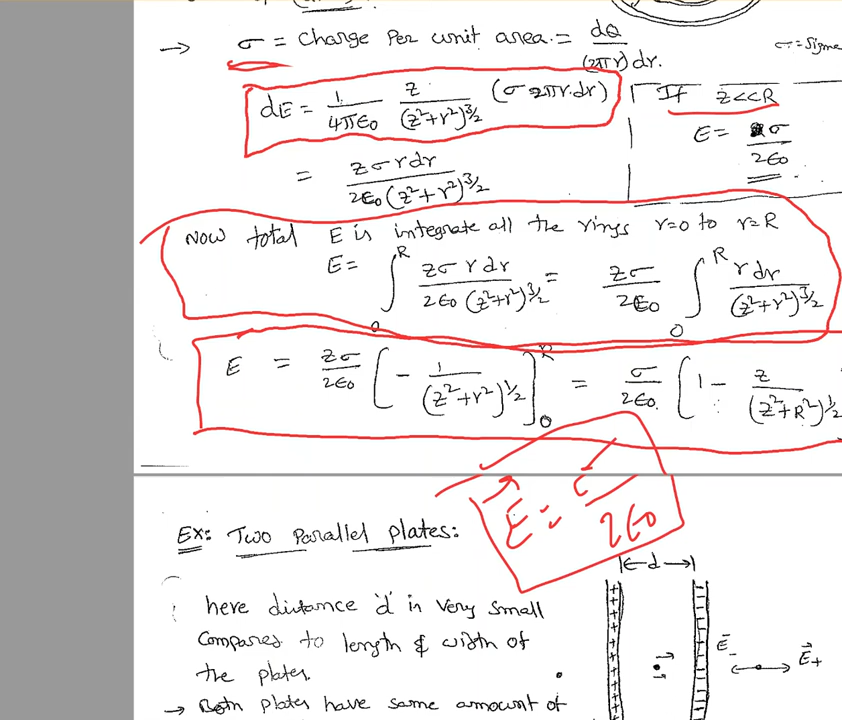 → σ = Charge Per unit area = dQ / (2πr) dr.
σ = Sigma
dE = 1/4πε₀ z/(z²+r²)^3/2 (σ 2πr.dr)
If z<<R
E = σ/2ε₀
= zσrdr / 2ε₀(z²+r²)^3/2
Now total E is integrate all the rings r=0 to r=R
E = ∫₀^R zσrdr / 2ε₀(z²+r²)^3/2 = zσ/2ε₀ ∫₀^R rdr/(z²+r²)^3/2
E = zσ/2ε₀ [- 1/(z²+r²)^1/2]₀^R = σ/2ε₀ [1 - z/(z²+R²)^1/2
E = σ/2ε₀
Ex: Two Parallel plates:
|←d→|
here distance 'd' is very small
Compares to length & width of
the plates.
E₋ E₊
→ Both plates have same amount of